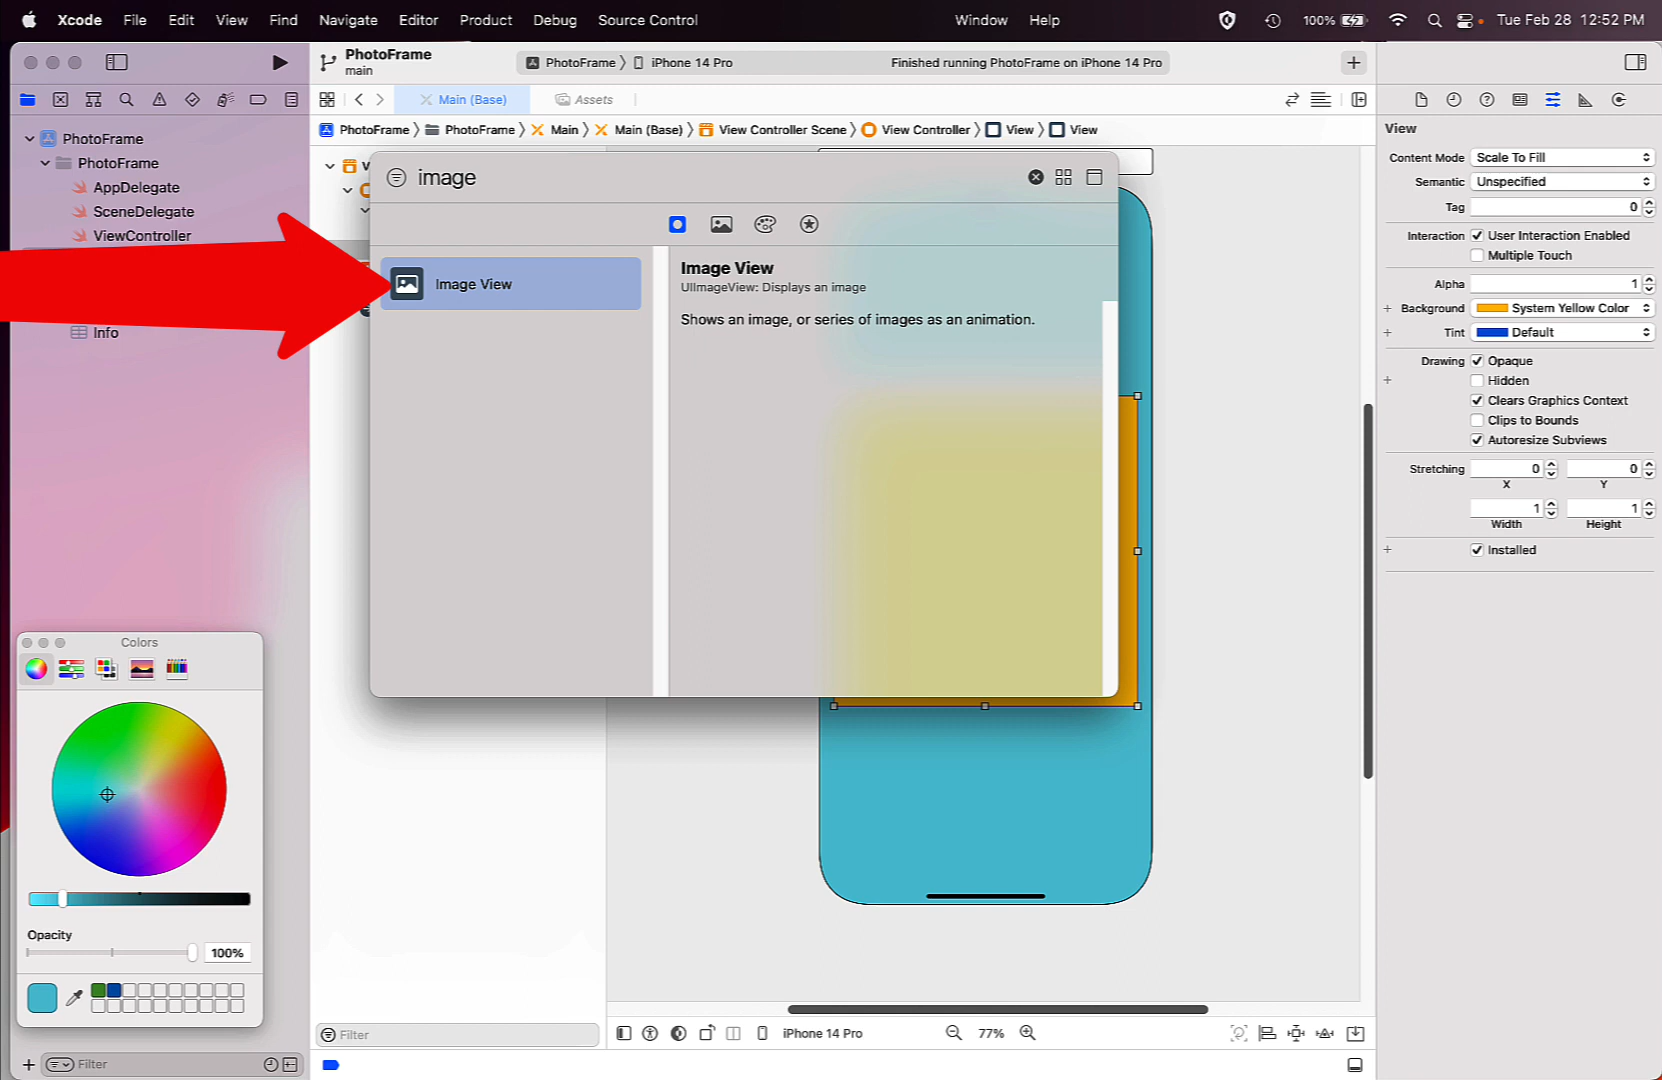 Xcode File Edit View Find Navigate Editor Product Debug Source Control Window Help 100% Tue Feb 28 12:52 PM
PhotoFrame
main
PhotoFrame iPhone 14 Pro Finished running PhotoFrame on iPhone 14 Pro
Main (Base) Assets
PhotoFrame PhotoFrame Main Main (Base) View Controller Scene View Controller View View
PhotoFrame
PhotoFrame
AppDelegate
SceneDelegate
ViewController
Info
image
Image View
Image View
UIImageView: Displays an image
Shows an image, or series of images as an animation.
View
Content Mode Scale To Fill
Semantic Unspecified
Tag 0
Interaction User Interaction Enabled
Multiple Touch
Alpha 1
Background System Yellow Color
Tint Default
Drawing Opaque
Hidden
Clears Graphics Context
Clips to Bounds
Autoresize Subviews
Stretching 0 0
X Y
1 1
Width Height
Installed
Colors
Opacity
100%
Filter
Filter
iPhone 14 Pro 77%